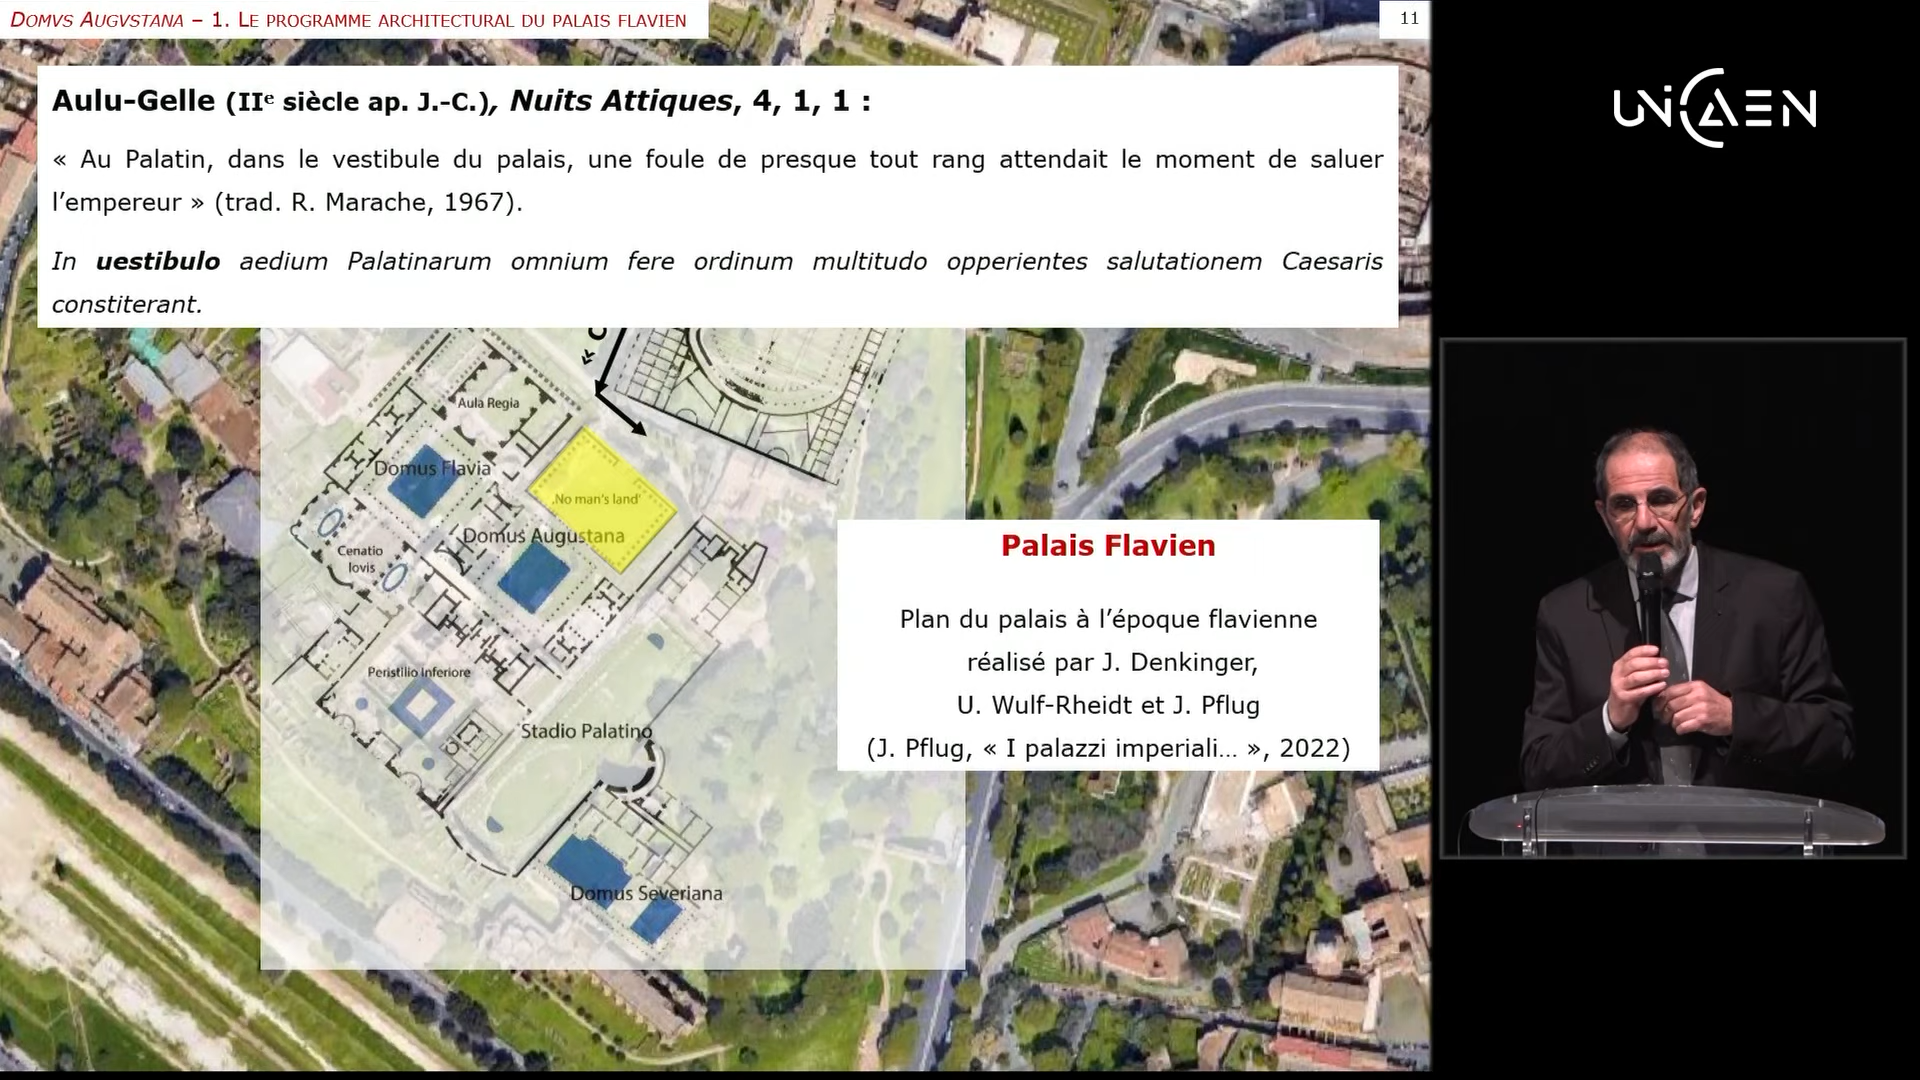 DOMVS AUGVSTANA – 1. LE PROGRAMME ARCHITECTURAL DU PALAIS FLAVIEN
11
Aulu-Gelle (IIᵉ siècle ap. J.-C.), Nuits Attiques, 4, 1, 1 :
« Au Palatin, dans le vestibule du palais, une foule de presque tout rang attendait le moment de saluer
l’empereur » (trad. R. Marache, 1967).
In uestibulo aedium Palatinarum omnium fere ordinum multitudo opperientes salutationem Caesaris
constiterant.
UNICAEN
Aula Regia
Domus Flavia
‚No man's land'
Domus Augustana
Cenatio
Iovis
Peristilio Inferiore
Stadio Palatino
Domus Severiana
Palais Flavien
Plan du palais à l’époque flavienne
réalisé par J. Denkinger,
U. Wulf-Rheidt et J. Pflug
(J. Pflug, « I palazzi imperiali… », 2022)